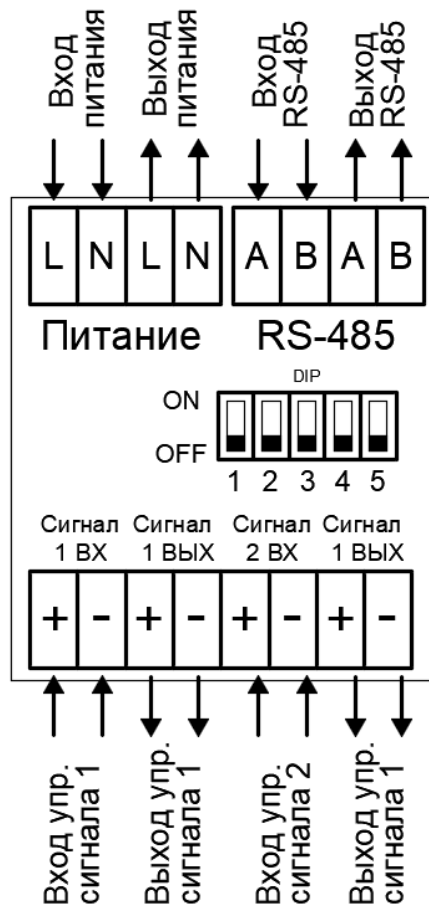 Вход
питания
Выход
питания
Вход
RS-485
Выход
RS-485
L N L N A B A B
Питание RS-485
DIP
ON
OFF
1 2 3 4 5
Сигнал
1 ВХ
Сигнал
1 ВЫХ
Сигнал
2 ВХ
Сигнал
1 ВЫХ
+ - + - + - + -
Вход упр.
сигнала 1
Выход упр.
сигнала 1
Вход упр.
сигнала 2
Выход упр.
сигнала 1